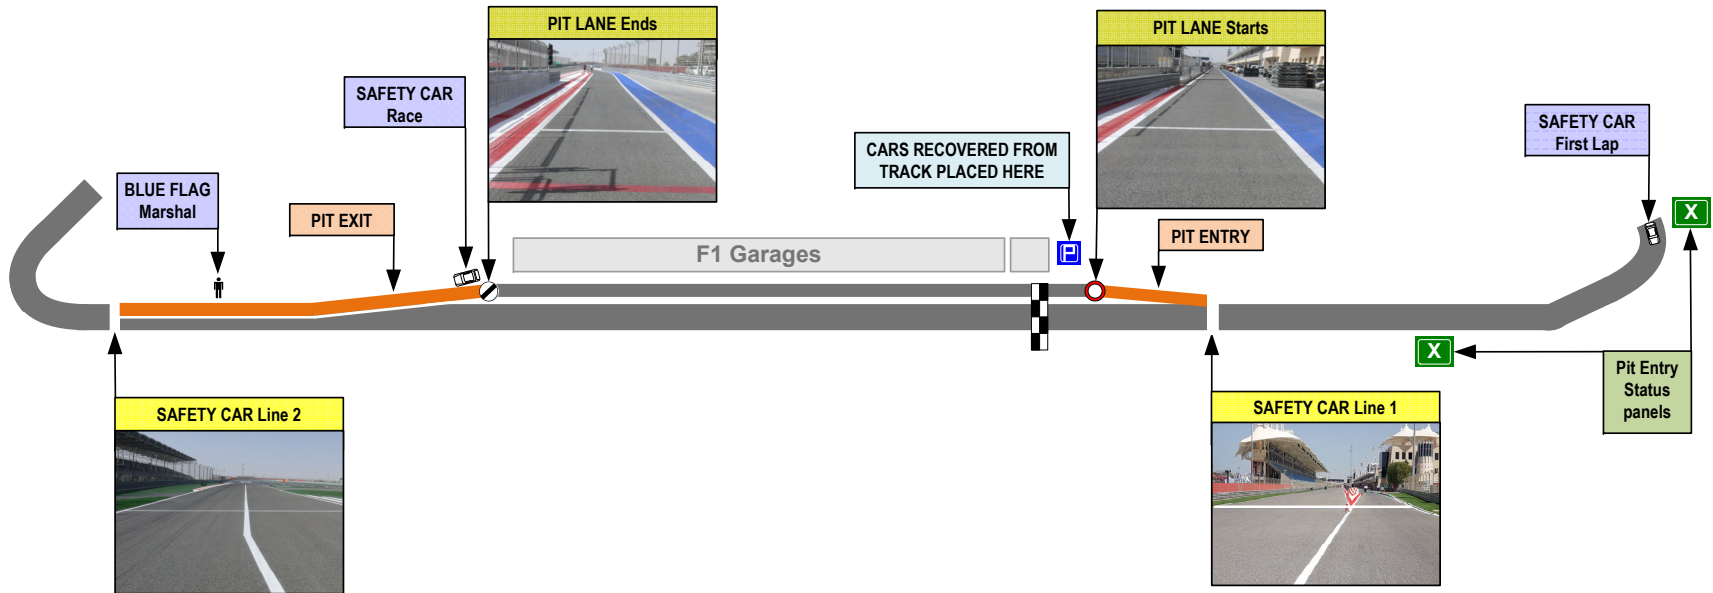 PIT LANE Ends
PIT LANE Starts
SAFETY CAR
Race
CARS RECOVERED FROM
TRACK PLACED HERE
SAFETY CAR
First Lap
BLUE FLAG
Marshal
PIT EXIT
F1 Garages
P
PIT ENTRY
X
X
Pit Entry
Status
panels
SAFETY CAR Line 2
SAFETY CAR Line 1